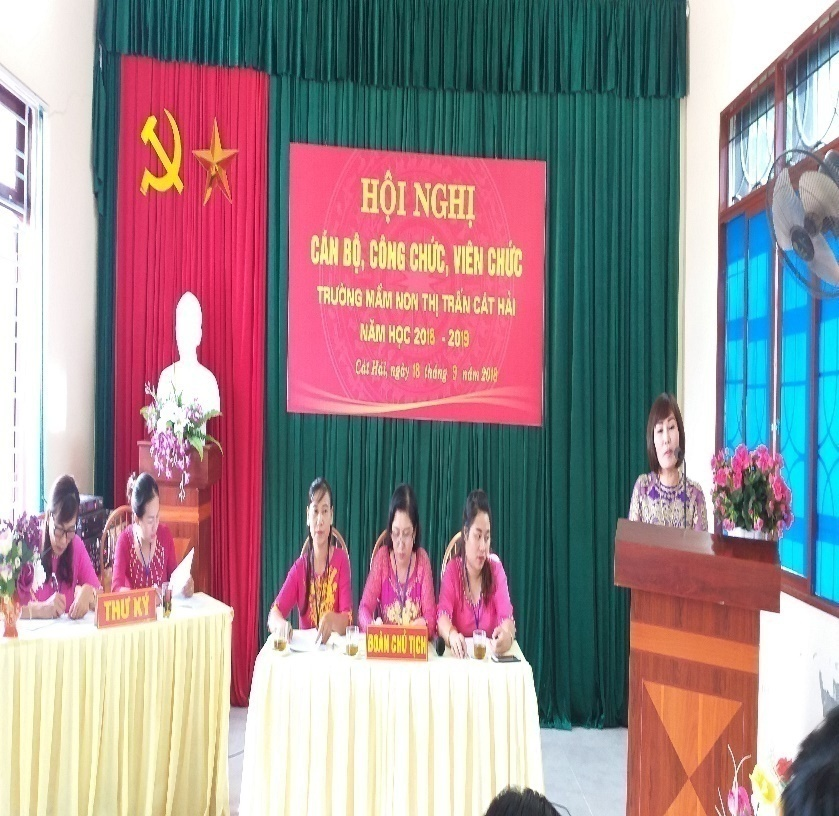 HỘI NGHỊ
CÁN BỘ, CÔNG CHỨC, VIÊN CHỨC
TRƯỜNG MẦM NON THỊ TRẤN CÁT HẢI
NĂM HỌC 2018 - 2019
Cát Hải, ngày 18 tháng 9 năm 2018
THƯ KÝ
ĐOÀN CHỦ TỊCH